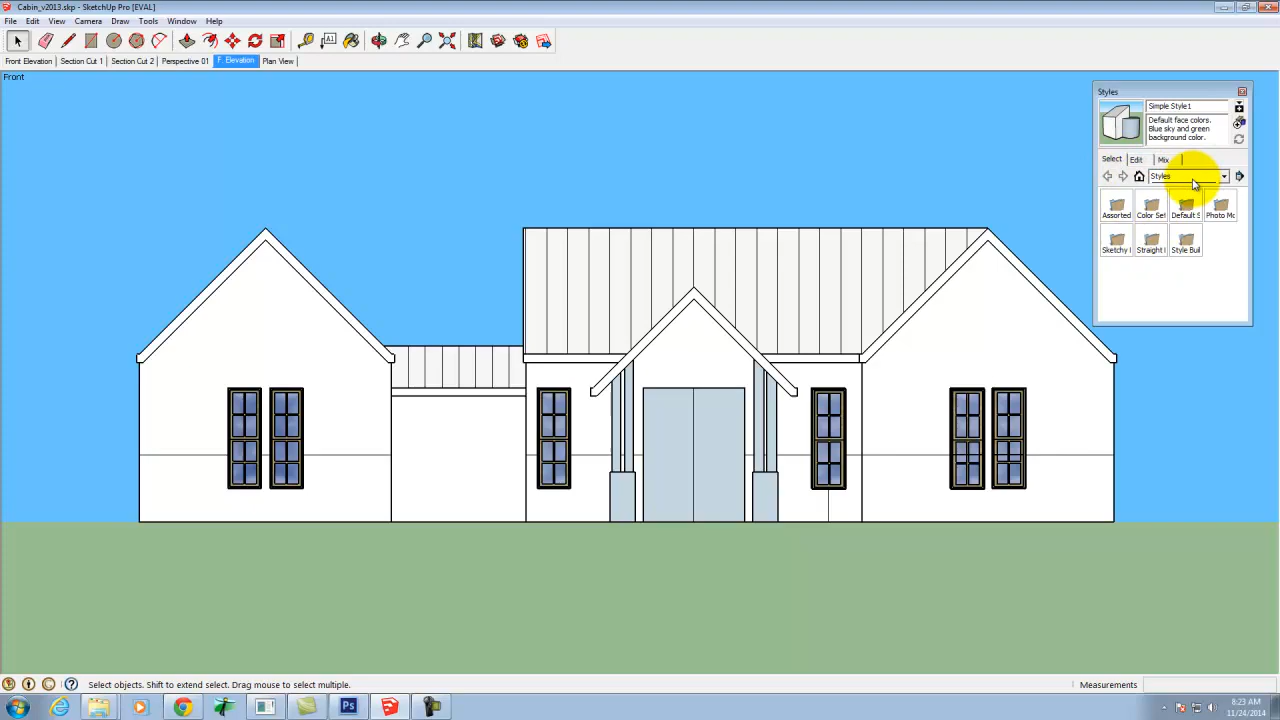 Cabin_v2013.skp - SketchUp Pro [EVAL]
File Edit View Camera Draw Tools Window Help
Front Elevation Section Cut 1 Section Cut 2 Perspective 01 F. Elevation Plan View
Front
Styles
Simple Style1
Default face colors.
Blue sky and green
background color.
Select Edit Mix
Styles
Assorted Color Set Default S Photo Mo
Sketchy Straight Style Buil
Select objects. Shift to extend select. Drag mouse to select multiple.
Measurements
Ps
8:23 AM
11/24/2014